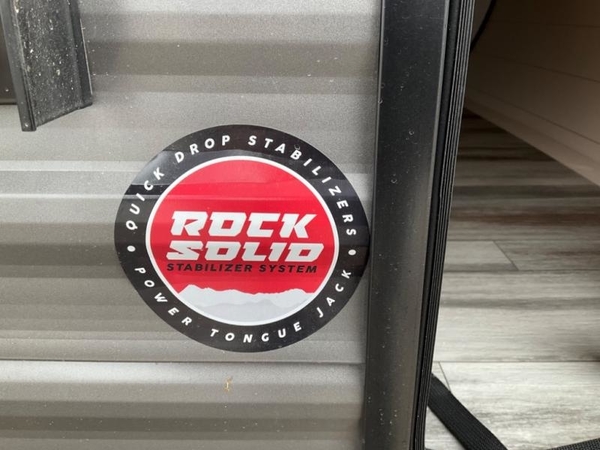 QUICK DROP STABILIZERS
ROCK
SOLID
STABILIZER SYSTEM
POWER TONGUE JACK